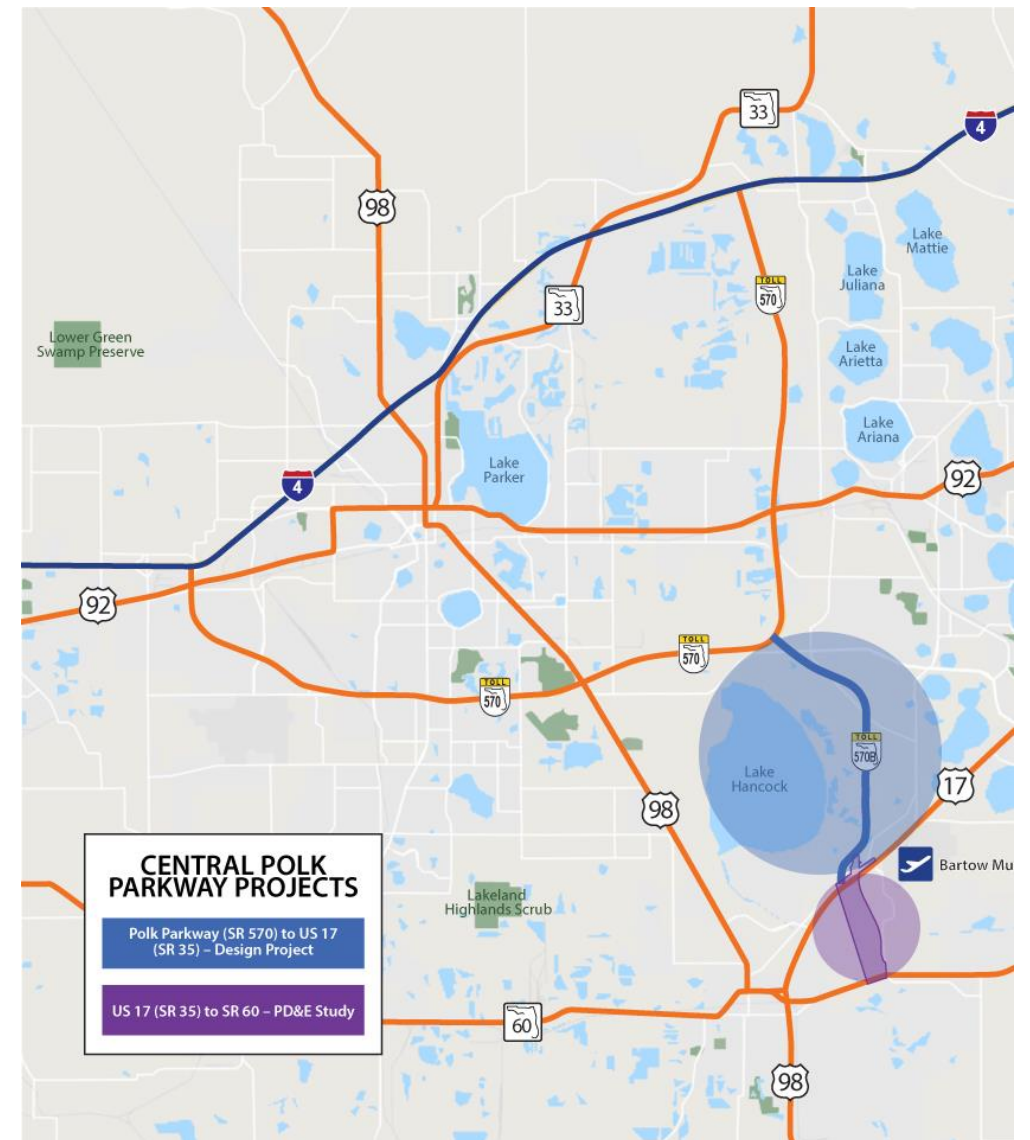 33
4
98
Lake
Mattie
Lake
Juliana
TOLL
570
33
Lower Green
Swamp Preserve
Lake
Arietta
Lake
Ariana
Lake
Parker
92
4
92
TOLL
570
TOLL
570
TOLL
570B
Lake
Hancock
17
98
CENTRAL POLK
PARKWAY PROJECTS
Polk Parkway (SR 570) to US 17
(SR 35) – Design Project
US 17 (SR 35) to SR 60 – PD&E Study
Bartow Mu
Lakeland
Highlands Scrub
60
98